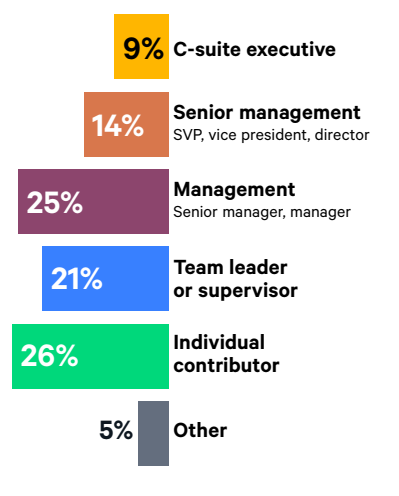 9% C-suite executive
14% Senior management
SVP, vice president, director
25% Management
Senior manager, manager
21% Team leader
or supervisor
26% Individual
contributor
5% Other